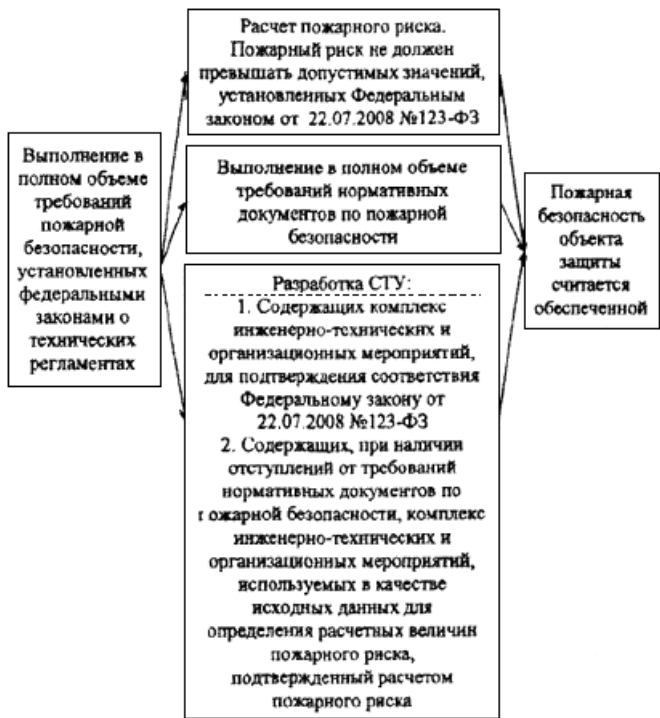 Выполнение в
полном объеме
требований
пожарной
безопасности,
установленных
федеральными
законами о
технических
регламентах
Расчет пожарного риска.
Пожарный риск не должен
превышать допустимых значений,
установленных Федеральным
законом от 22.07.2008 №123-ФЗ
Выполнение в полном объеме
требований нормативных
документов по пожарной
безопасности
Разработка СТУ:
1. Содержащих комплекс
инженерно-технических и
организационных мероприятий,
для подтверждения соответствия
Федеральному закону от
22.07.2008 №123-ФЗ
2. Содержащих, при наличии
отступлений от требований
нормативных документов по
пожарной безопасности, комплекс
инженерно-технических и
организационных мероприятий,
используемых в качестве
исходных данных для
определения расчетных величин
пожарного риска,
подтвержденный расчетом
пожарного риска
Пожарная
безопасность
объекта
защиты
считается
обеспеченной